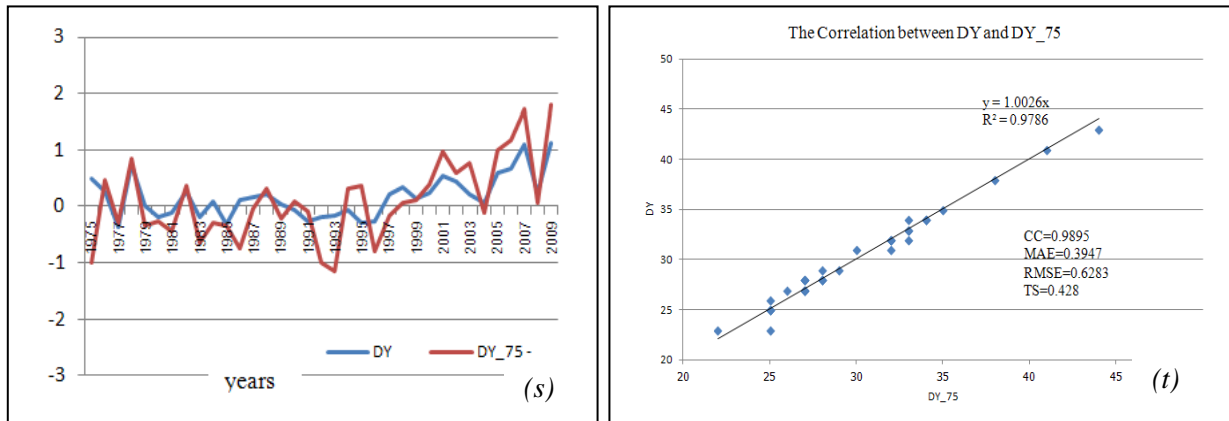 3
2
1
0
-1
-2
-3
1975
1977
1979
1981
1983
1985
1987
1989
1991
1993
1995
1997
1999
2001
2003
2005
2007
2009
DY
DY_75 -
years
(s)
The Correlation between DY and DY_75
50
45
40
35
30
25
20
DY
20
25
30
35
40
45
DY_75
y = 1.0026x
R² = 0.9786
CC=0.9895
MAE=0.3947
RMSE=0.6283
TS=0.428
(t)